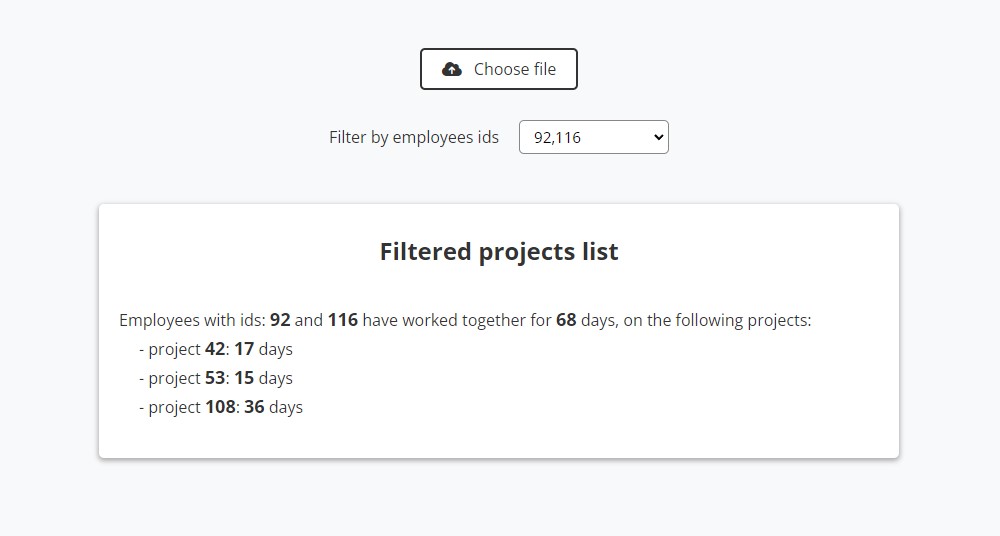 Choose file
Filter by employees ids 92,116
Filtered projects list
Employees with ids: 92 and 116 have worked together for 68 days, on the following projects:
- project 42: 17 days
- project 53: 15 days
- project 108: 36 days